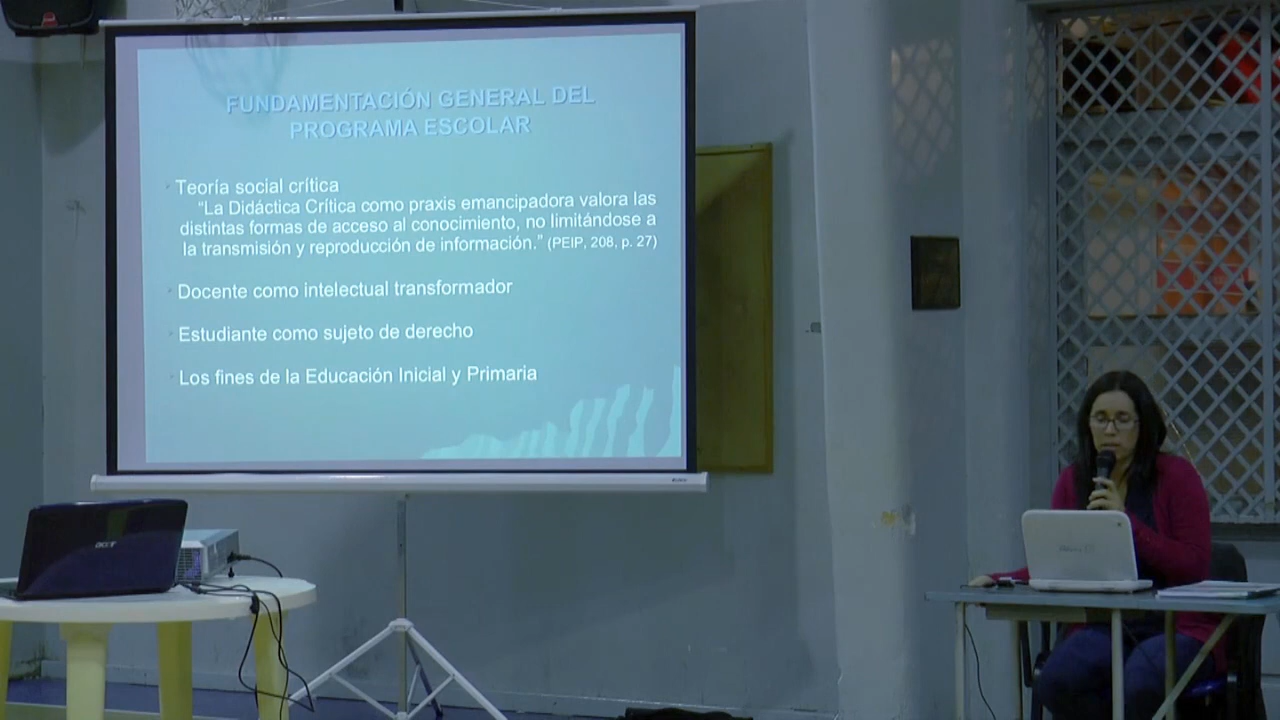 FUNDAMENTACIÓN GENERAL DEL
PROGRAMA ESCOLAR
Teoría social crítica
“La Didáctica Crítica como praxis emancipadora valora las
distintas formas de acceso al conocimiento, no limitándose a
la transmisión y reproducción de información.” (PEIP, 208, p. 27)
Docente como intelectual transformador
Estudiante como sujeto de derecho
Los fines de la Educación Inicial y Primaria
acer